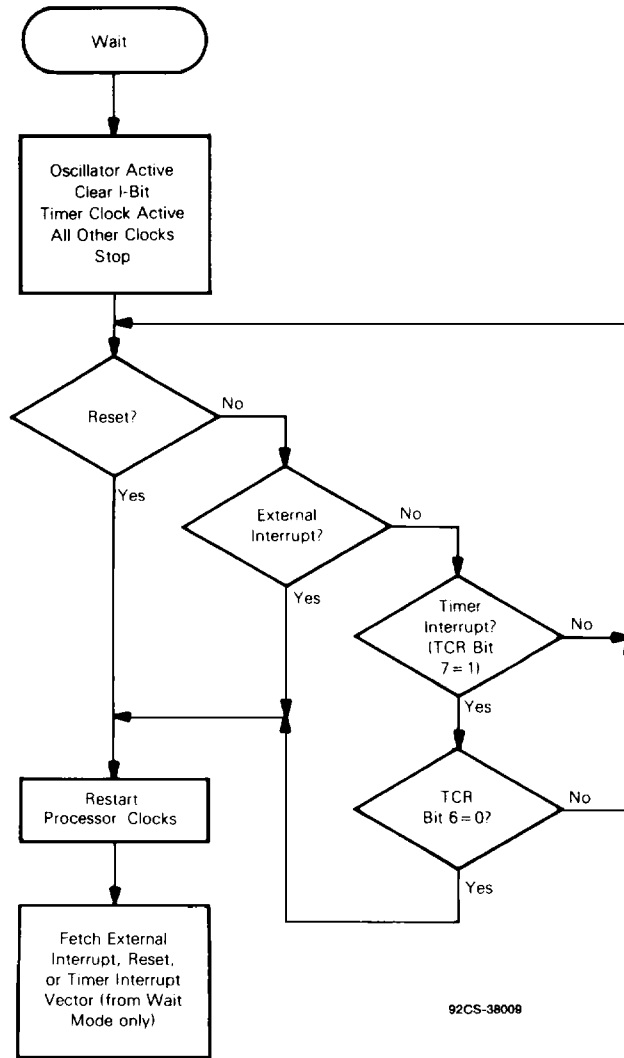 Wait
Oscillator Active
Clear I-Bit
Timer Clock Active
All Other Clocks
Stop
Reset?
No
Yes
External
Interrupt?
No
Yes
Timer
Interrupt?
(TCR Bit
7=1)
No
Yes
TCR
Bit 6=0?
No
Yes
Restart
Processor Clocks
Fetch External
Interrupt, Reset,
or Timer Interrupt
Vector (from Wait
Mode only)
92CS-38009